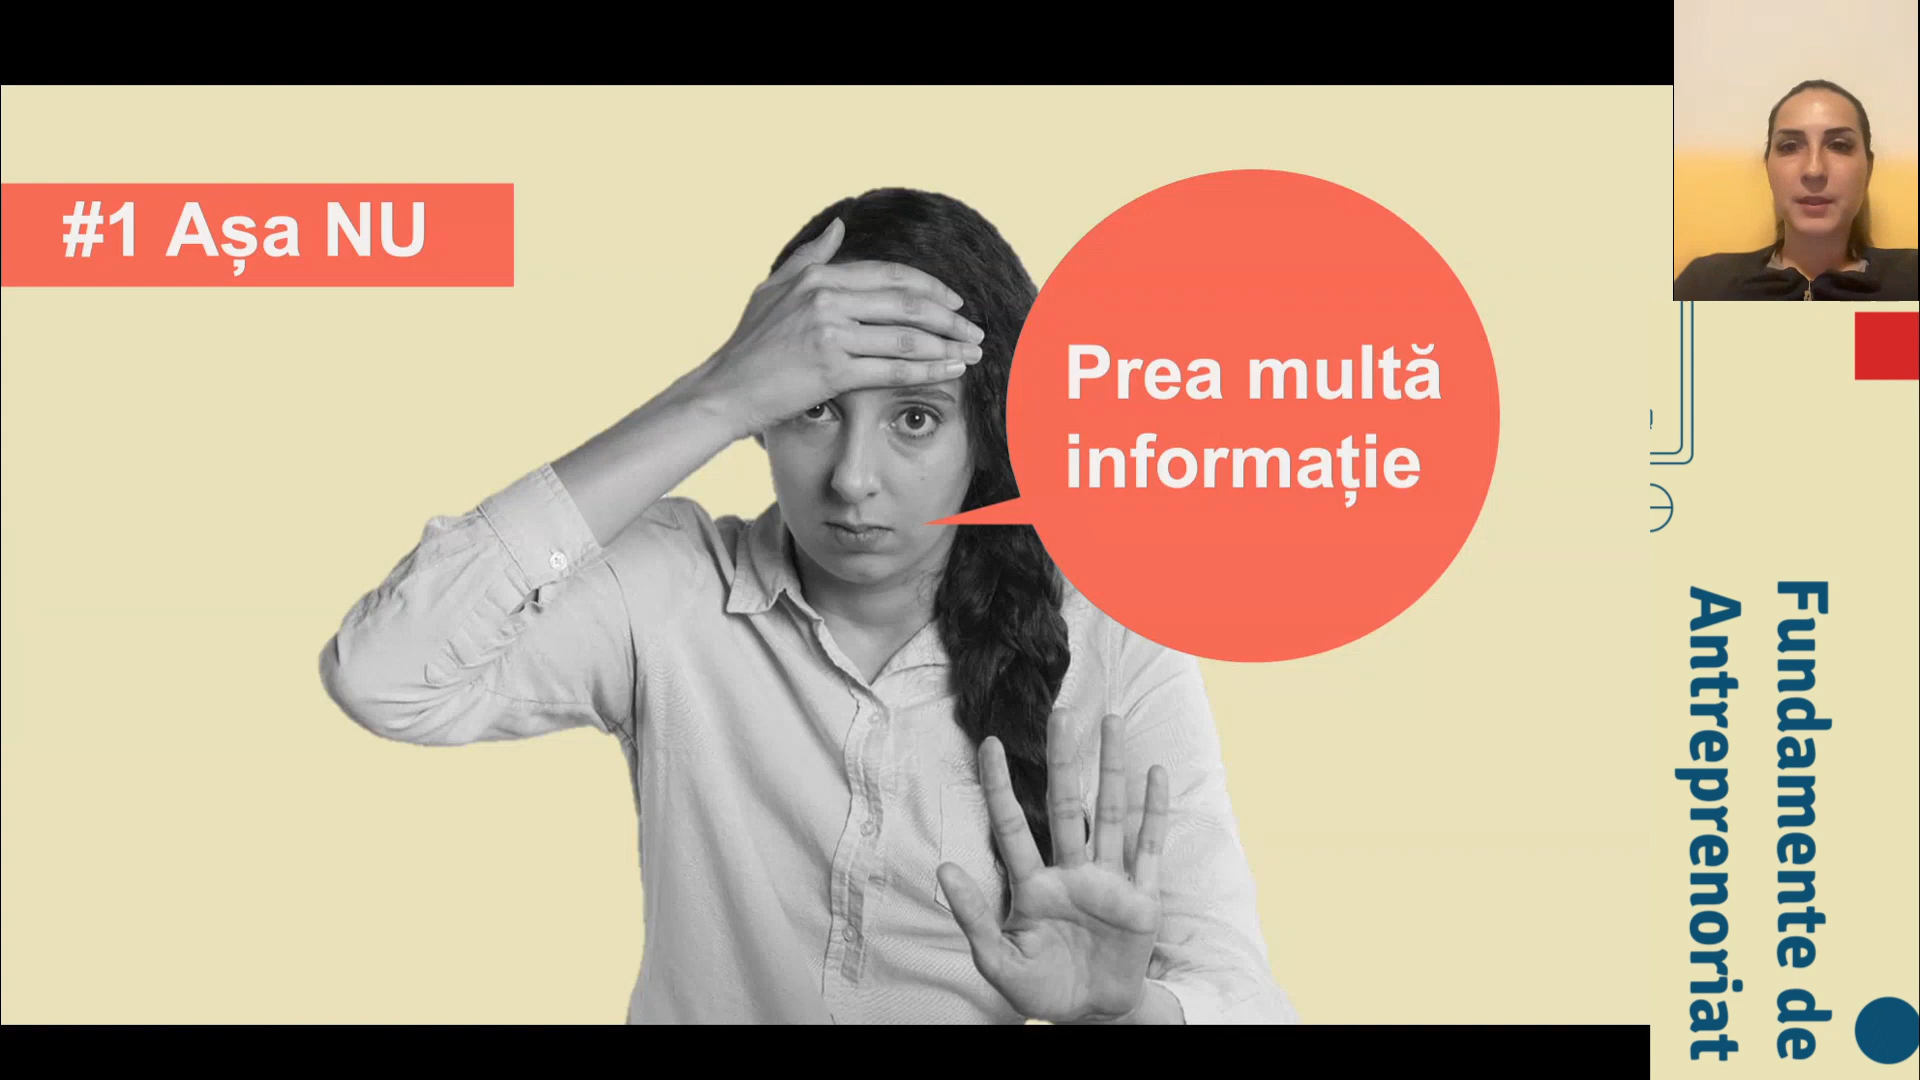 #1 Așa NU
Prea multă
informație
Fundamente de
Antreprenoriat